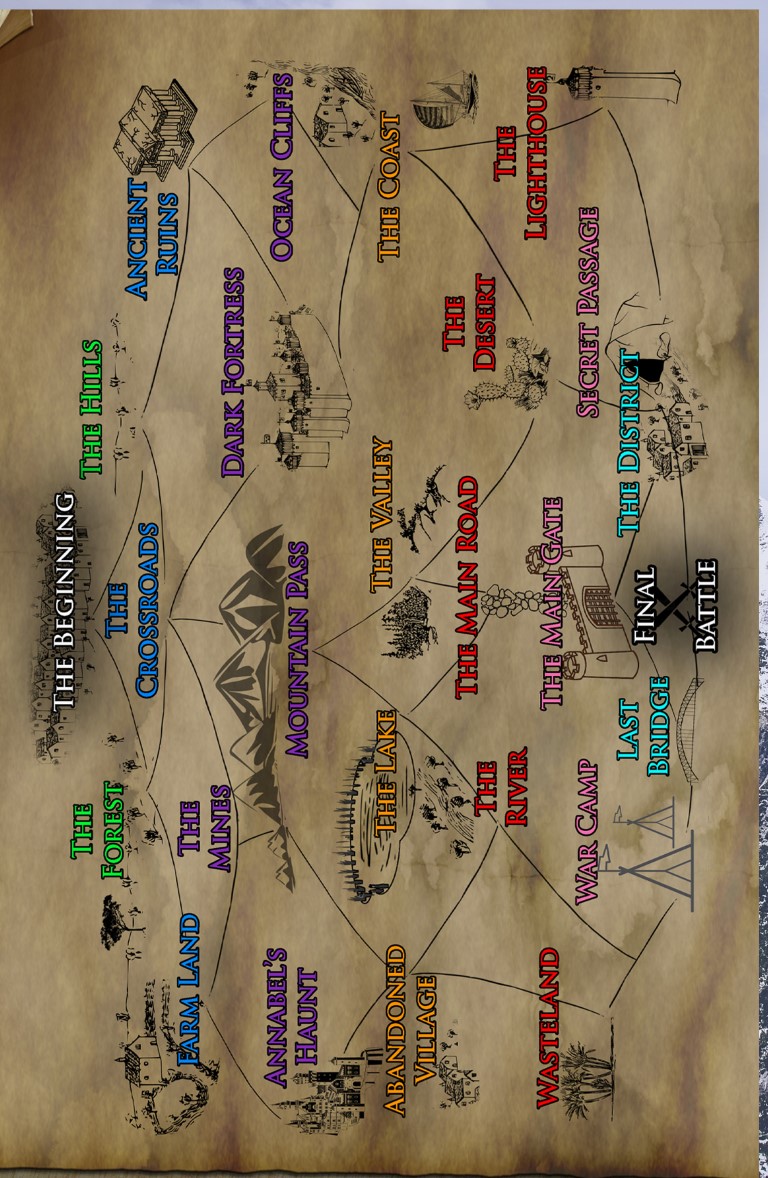 THE BEGINNING
THE
FOREST
THE HILLS
FARM LAND
THE
CROSSROADS
ANCIENT
RUINS
ANNABEL'S
HAUNT
THE
MINES
MOUNTAIN PASS
DARK FORTRESS
OCEAN CLIFFS
ABANDONED
VILLAGE
THE LAKE
THE VALLEY
THE COAST
WASTELAND
THE
RIVER
THE MAIN ROAD
THE
DESERT
THE
LIGHTHOUSE
WAR CAMP
THE MAIN GATE
SECRET PASSAGE
LAST
BRIDGE
THE DISTRICT
FINAL
BATTLE